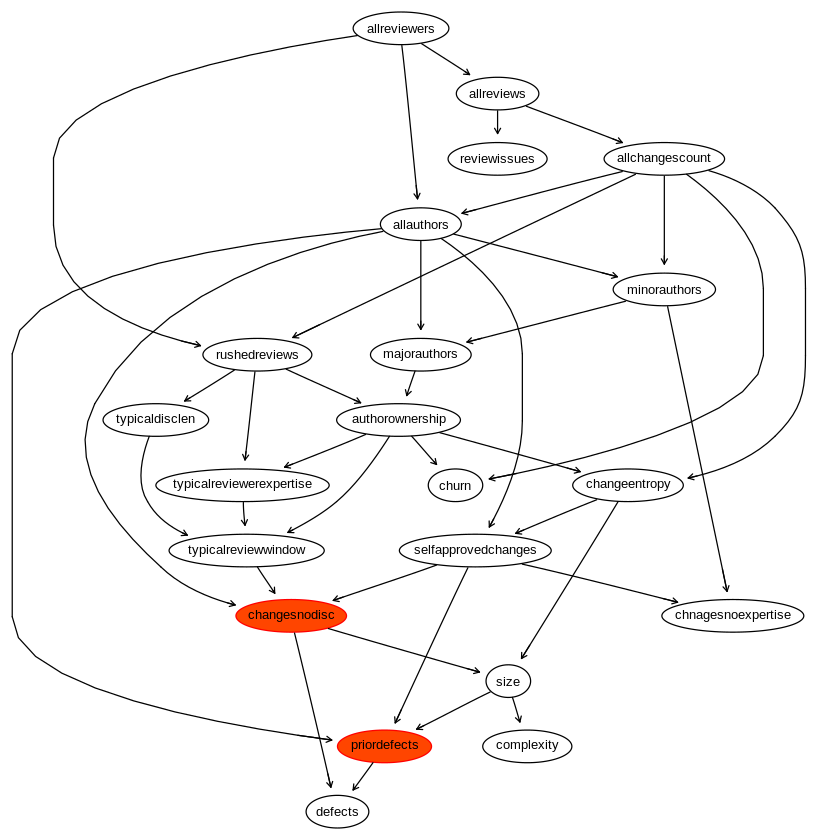 allreviewers
allreviews
reviewissues
allchangescount
allauthors
minorauthors
rushedreviews
majorauthors
typicaldisclen
authorownership
typicalreviewerexpertise
churn
changeentropy
typicalreviewwindow
selfapprovedchanges
changesnodisc
chnagesnoexpertise
size
priordefects
complexity
defects